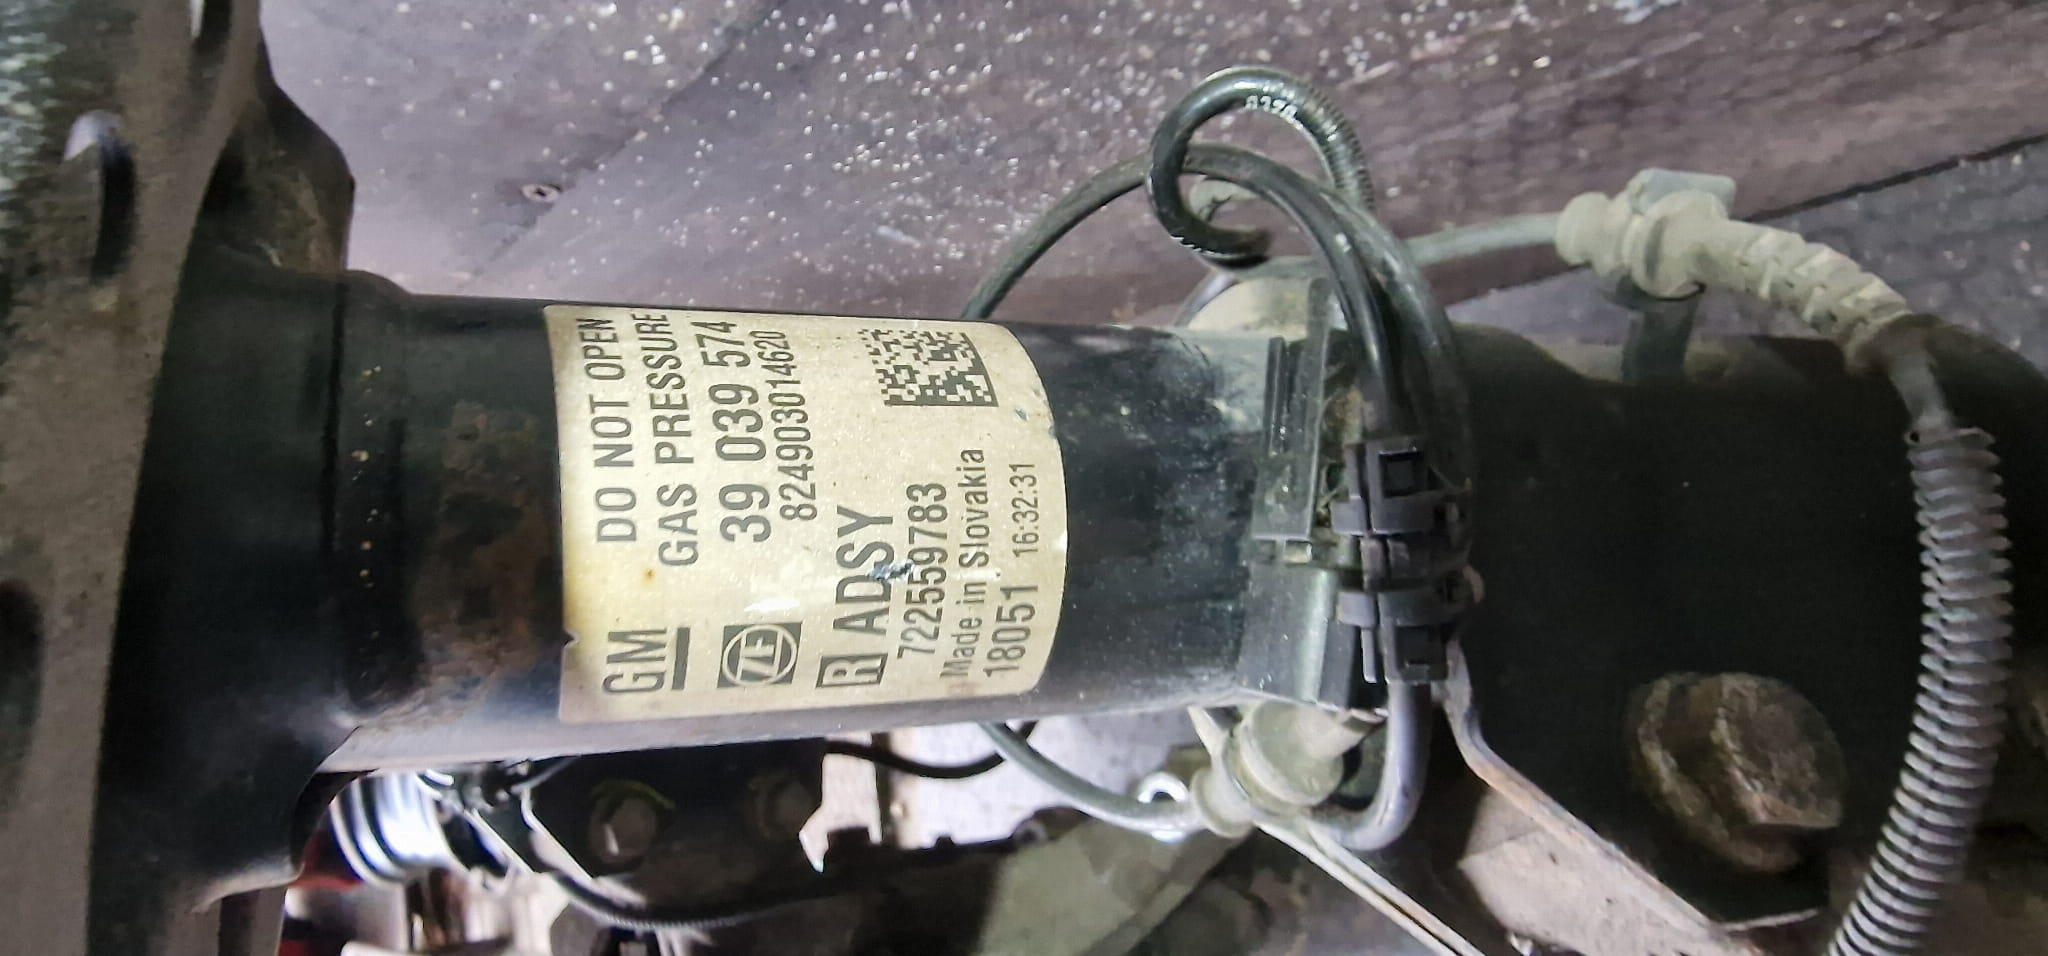 DO NOT OPEN
GM GAS PRESSURE
39 039 574
ZF 824903014620
R ADSY
722559783
Made in Slovakia
18051 16:32:31